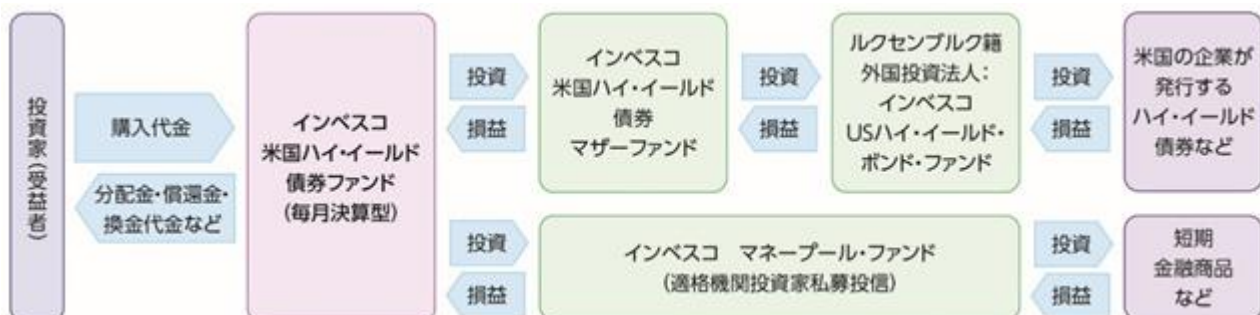 投資家(受益者)
購入代金
分配金・償還金・
換金代金など
インベスコ
米国ハイ・イールド
債券ファンド
(毎月決算型)
投資
損益
インベスコ
米国ハイ・イールド
債券
マザーファンド
投資
損益
ルクセンブルク籍
外国投資法人:
インベスコ
USハイ・イールド・
ボンド・ファンド
投資
損益
米国の企業が
発行する
ハイ・イールド
債券など
投資
損益
インベスコ マネープール・ファンド
(適格機関投資家私募投信)
投資
損益
短期
金融商品
など